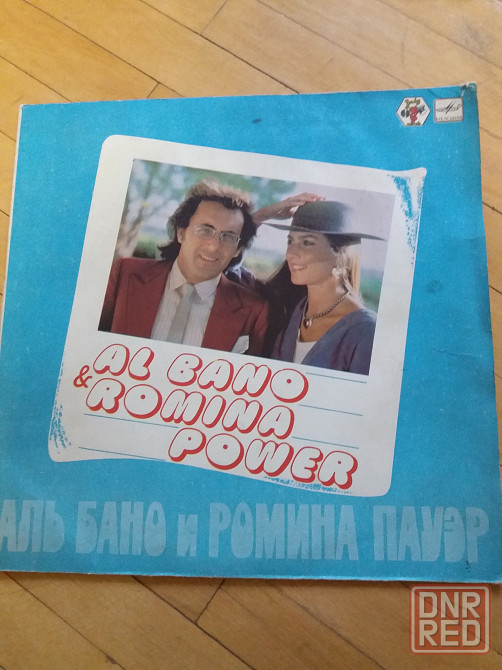 AL BANO
& ROMINA
POWER
АЛЬ БАНО и РОМИНА ПАУЭР
DNR
RED